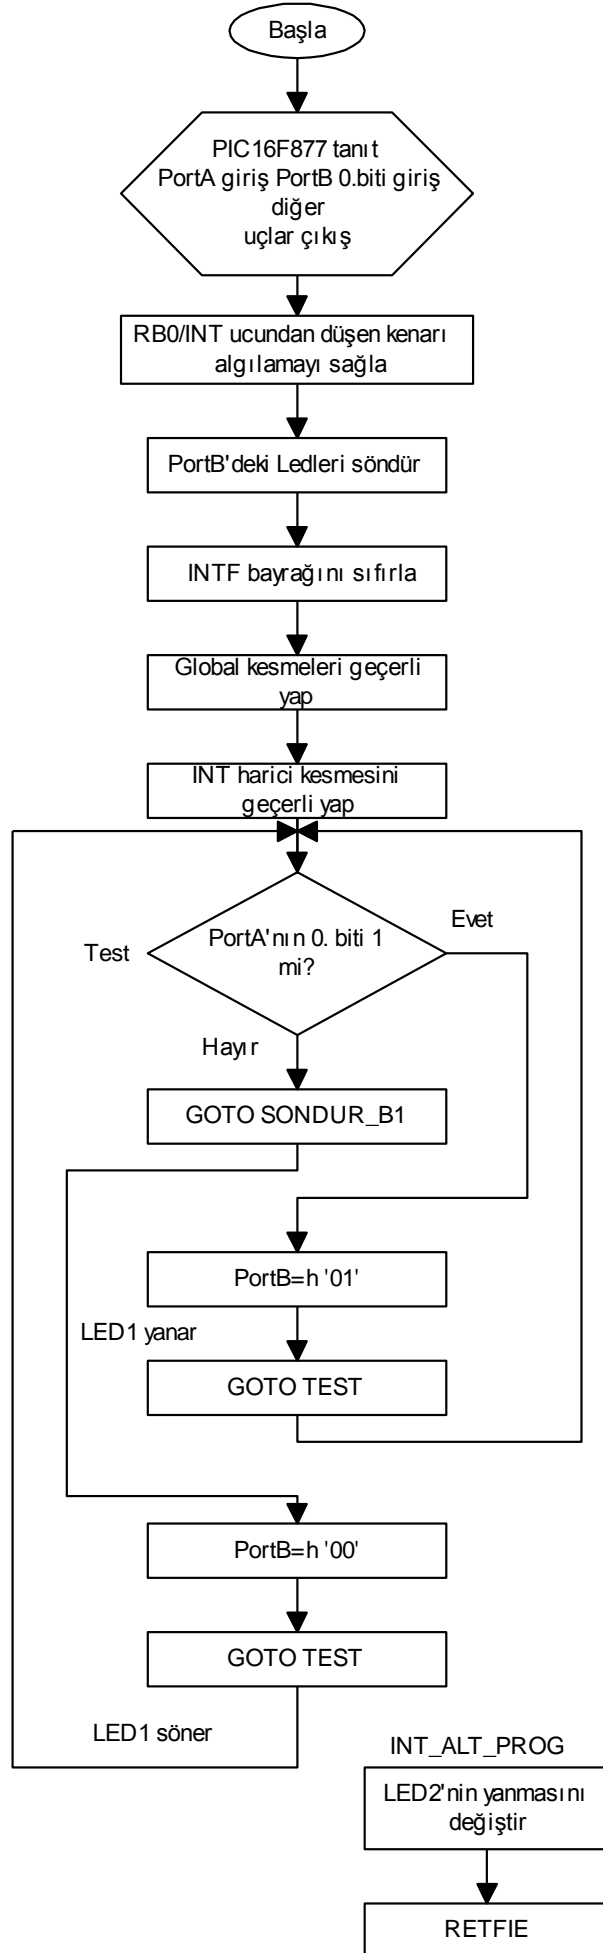 Başla
PIC16F877 tanıt
PortA giriş PortB 0.biti giriş
diğer
uçlar çıkış
RB0/INT ucundan düşen kenarı
algılamayı sağla
PortB'deki Ledleri söndür
INTF bayrağını sıfırla
Global kesmeleri geçerli
yap
INT harici kesmesini
geçerli yap
Evet
PortA'nın 0. biti 1
mi?
Test
Hayır
GOTO SONDUR_B1
PortB=h '01'
LED1 yanar
GOTO TEST
PortB=h '00'
GOTO TEST
LED1 söner
INT_ALT_PROG
LED2'nin yanmasını
değiştir
RETFIE